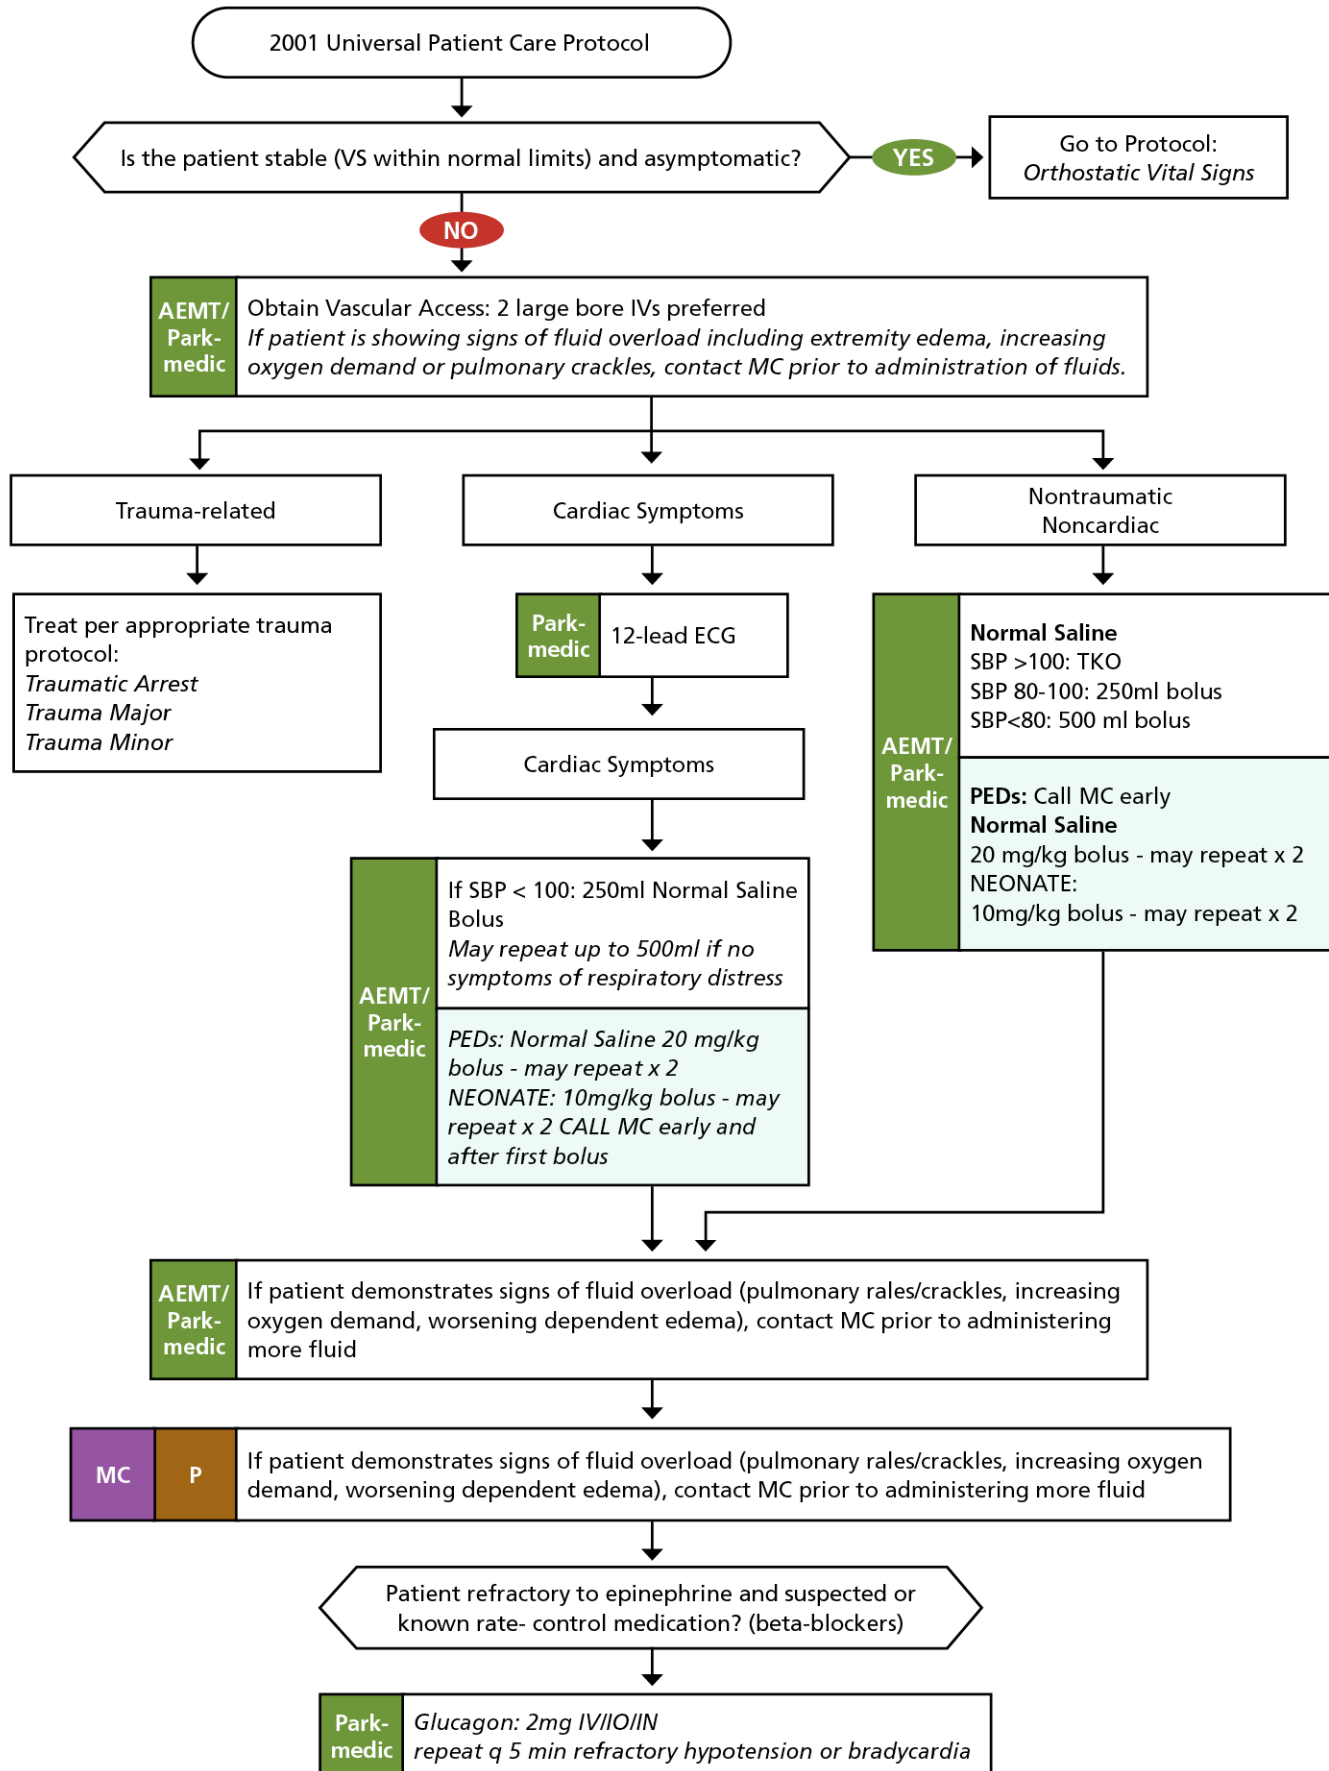 2001 Universal Patient Care Protocol
Is the patient stable (VS within normal limits) and asymptomatic?
YES
Go to Protocol:
Orthostatic Vital Signs
NO
AEMT/
Park-
medic
Obtain Vascular Access: 2 large bore IVs preferred
If patient is showing signs of fluid overload including extremity edema, increasing
oxygen demand or pulmonary crackles, contact MC prior to administration of fluids.
Trauma-related
Treat per appropriate trauma
protocol:
Traumatic Arrest
Trauma Major
Trauma Minor
Cardiac Symptoms
Park-
medic
12-lead ECG
Cardiac Symptoms
AEMT/
Park-
medic
If SBP < 100: 250ml Normal Saline
Bolus
May repeat up to 500ml if no
symptoms of respiratory distress
PEDs: Normal Saline 20 mg/kg
bolus - may repeat x 2
NEONATE: 10mg/kg bolus - may
repeat x 2 CALL MC early and
after first bolus
Nontraumatic
Noncardiac
AEMT/
Park-
medic
Normal Saline
SBP >100: TKO
SBP 80-100: 250ml bolus
SBP<80: 500 ml bolus
PEDs: Call MC early
Normal Saline
20 mg/kg bolus - may repeat x 2
NEONATE:
10mg/kg bolus - may repeat x 2
AEMT/
Park-
medic
If patient demonstrates signs of fluid overload (pulmonary rales/crackles, increasing
oxygen demand, worsening dependent edema), contact MC prior to administering
more fluid
MC
P
If patient demonstrates signs of fluid overload (pulmonary rales/crackles, increasing oxygen
demand, worsening dependent edema), contact MC prior to administering more fluid
Patient refractory to epinephrine and suspected or
known rate- control medication? (beta-blockers)
Park-
medic
Glucagon: 2mg IV/IO/IN
repeat q 5 min refractory hypotension or bradycardia